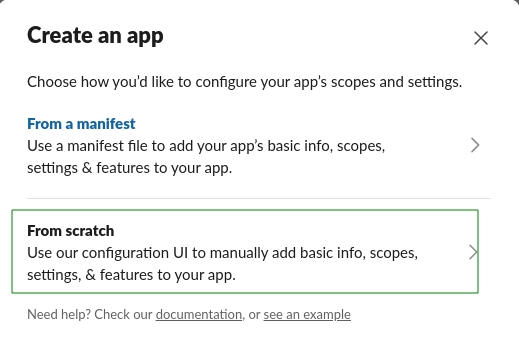 Create an app
Choose how you'd like to configure your app's scopes and settings.
From a manifest
Use a manifest file to add your app's basic info, scopes,
settings & features to your app.
From scratch
Use our configuration UI to manually add basic info, scopes,
settings, & features to your app.
Need help? Check our documentation, or see an example